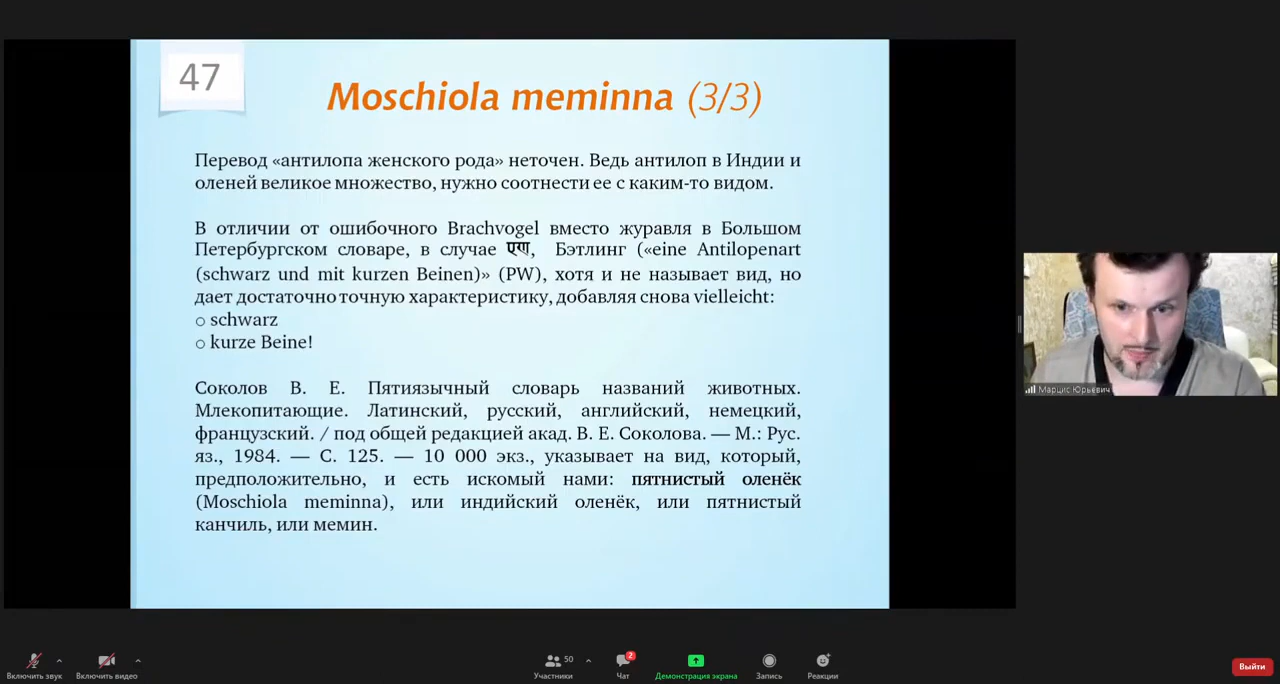 47
Moschiola meminna (3/3)
Перевод «антилопа женского рода» неточен. Ведь антилоп в Индии и
оленей великое множество, нужно соотнести ее с каким-то видом.
В отличии от ошибочного Brachvogel вместо журавля в Большом
Петербургском словаре, в случае एण, Бэтлинг («eine Antilopenart
(schwarz und mit kurzen Beinen)» (PW), хотя и не называет вид, но
дает достаточно точную характеристику, добавляя снова vielleicht:
○ schwarz
○ kurze Beine!
Соколов В. Е. Пятиязычный словарь названий животных.
Млекопитающие. Латинский, русский, английский, немецкий,
французский. / под общей редакцией акад. В. Е. Соколова. — М.: Рус.
яз., 1984. — С. 125. — 10 000 экз., указывает на вид, который,
предположительно, и есть искомый нами: пятнистый оленёк
(Moschiola meminna), или индийский оленёк, или пятнистый
канчиль, или мемин.
Марцис Юрьевич
Включить звук
Включить видео
50
Участники
2
Чат
Демонстрация экрана
Запись
Реакции
Выйти